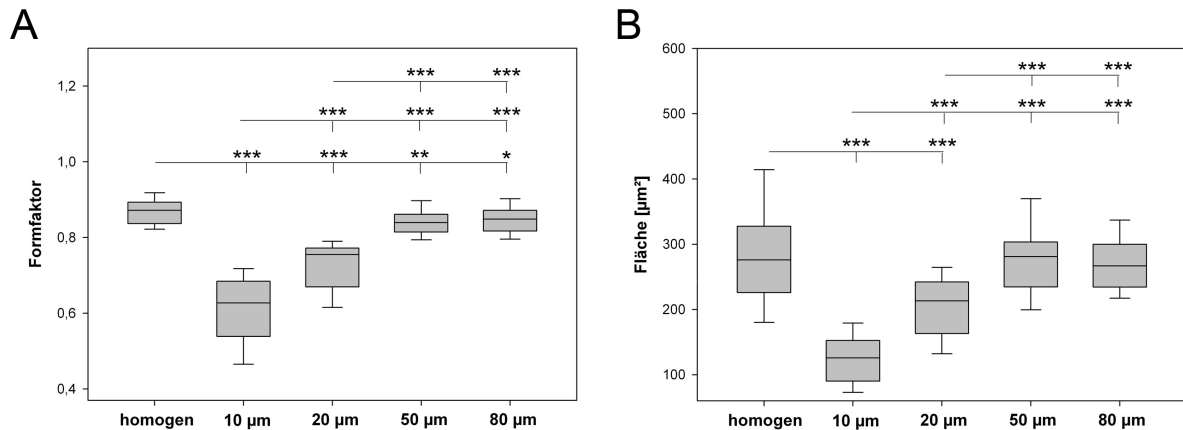 A
Formfaktor
1,2
1,0
0,8
0,6
0,4
*** ***
*** *** ***
*** *** ** *
homogen 10 µm 20 µm 50 µm 80 µm
B
Fläche [µm²]
600
500
400
300
200
100
*** ***
*** *** ***
*** ***
homogen 10 µm 20 µm 50 µm 80 µm